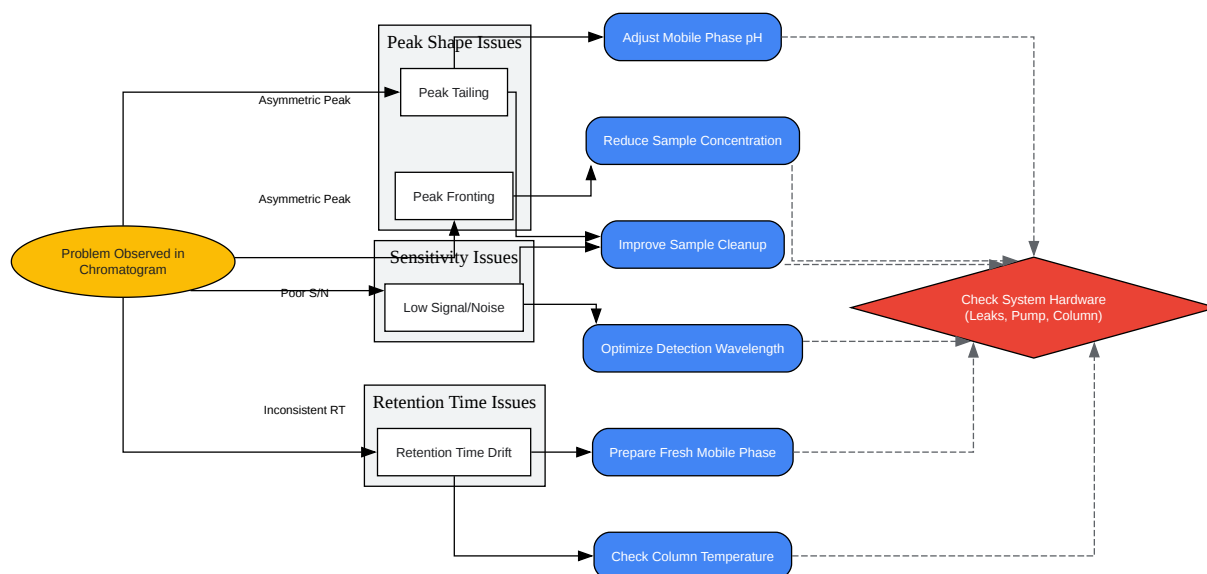 Adjust Mobile Phase pH
Peak Shape Issues
Peak Tailing
Asymmetric Peak
Reduce Sample Concentration
Asymmetric Peak
Peak Fronting
Problem Observed in
Chromatogram
Sensitivity Issues
Improve Sample Cleanup
Poor S/N
Low Signal/Noise
Check System Hardware
(Leaks, Pump, Column)
Optimize Detection Wavelength
Retention Time Issues
Inconsistent RT
Retention Time Drift
Prepare Fresh Mobile Phase
Check Column Temperature